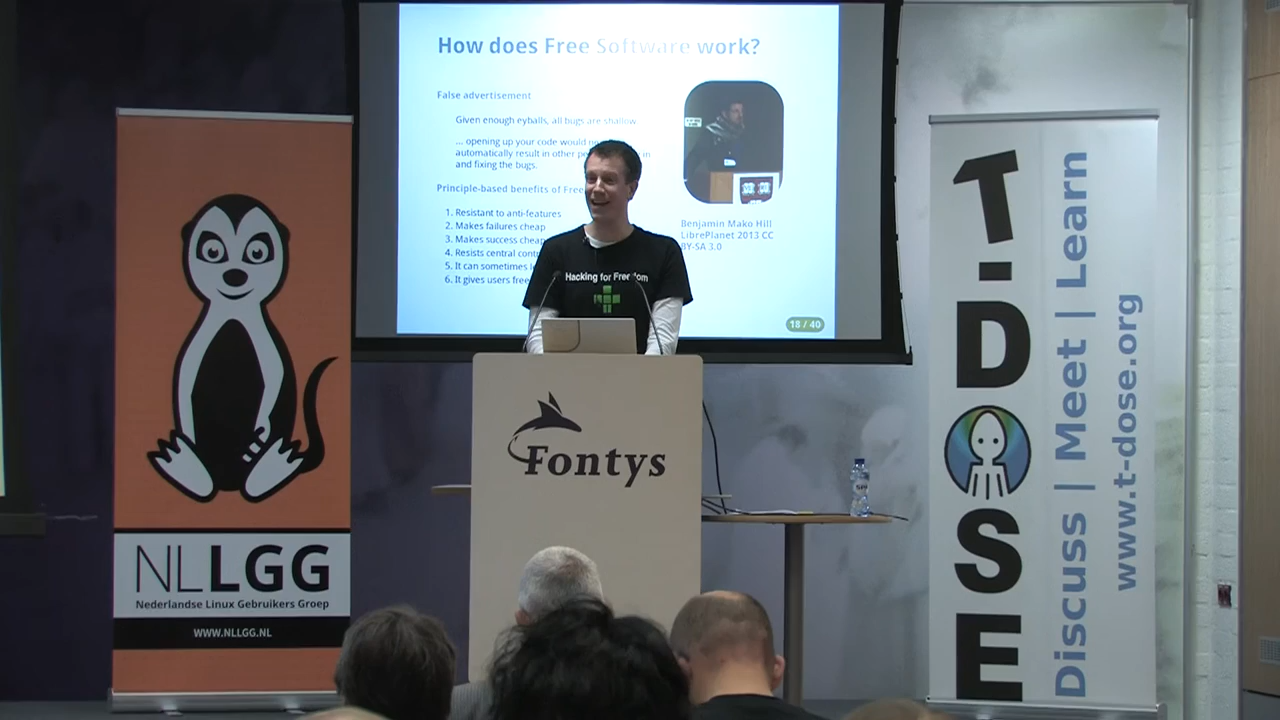 How does Free Software work?
False advertisement
Given enough eyballs, all bugs are shallow.
... opening up your code would
automatically result in other
and fixing the bugs.
Principle-based benefits of Free
1. Resistant to anti-features
2. Makes failures cheap
3. Makes success cheap
4. Resists central
5. It can sometimes
6. It gives users
Benjamin Mako Hill
LibrePlanet 2013 CC
BY-SA 3.0
18 / 40
Hacking for Freedom
Fontys
NLLGG
Nederlandse Linux Gebruikers Groep
WWW.NLLGG.NL
T-DOSE
Discuss | Meet | Learn
www.t-dose.org